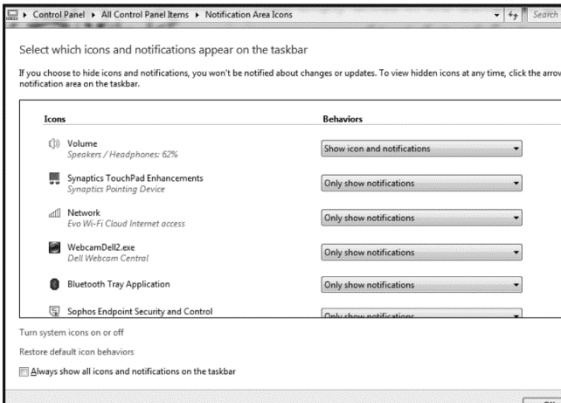 Control Panel ▸ All Control Panel Items ▸ Notification Area Icons
Search
Select which icons and notifications appear on the taskbar
If you choose to hide icons and notifications, you won't be notified about changes or updates. To view hidden icons at any time, click the arrow
notification area on the taskbar.
Icons Behaviors
Volume
Speakers / Headphones: 62%
Show icon and notifications
Synaptics TouchPad Enhancements
Synaptics Pointing Device
Only show notifications
Network
Evo Wi-Fi Cloud Internet access
Only show notifications
WebcamDell2.exe
Dell Webcam Central
Only show notifications
Bluetooth Tray Application
Only show notifications
Sophos Endpoint Security and Control
Only show notifications
Turn system icons on or off
Restore default icon behaviors
Always show all icons and notifications on the taskbar